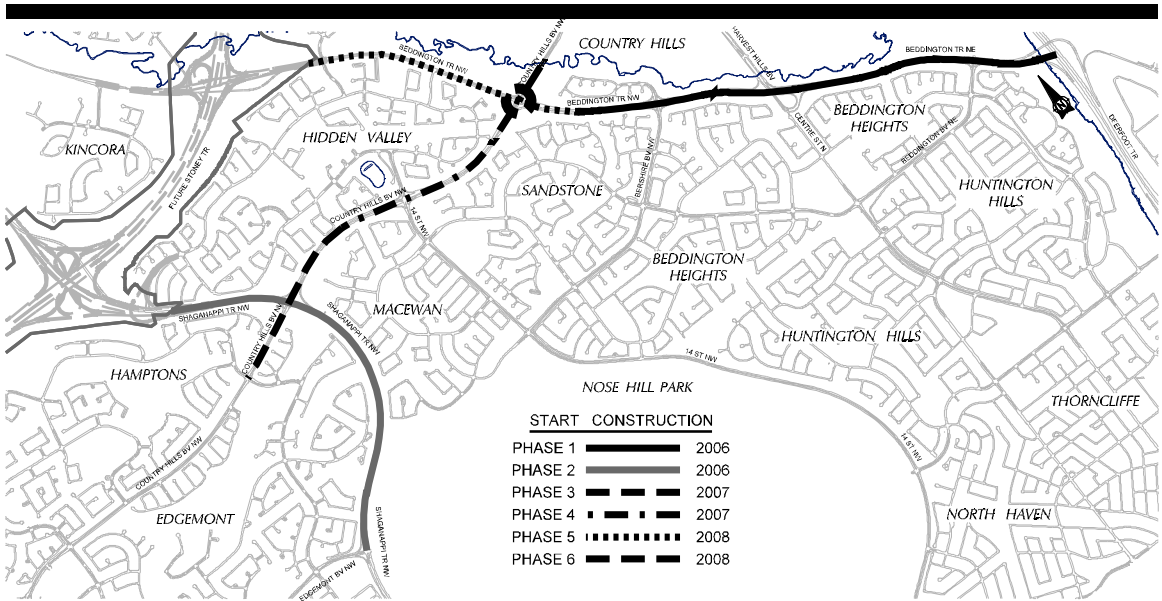 COUNTRY HILLS BV NW
COUNTRY HILLS
HARVEST HILLS BV
BEDDINGTON TR NE
BEDDINGTON TR NW
BEDDINGTON TR NW
BEDDINGTON
HEIGHTS
CENTRE ST N
BEDDINGTON BV NE
DEERFOOT TR
KINCORA
HIDDEN VALLEY
FUTURE STONEY TR
SANDSTONE
BERSHIRE BV NW
HUNTINGTON
HILLS
COUNTRY HILLS BV NW
14 ST NW
BEDDINGTON
HEIGHTS
SHAGANAPPI TR NW
COUNTRY HILLS BV NW
SHAGANAPPI TR NW
MACEWAN
HUNTINGTON HILLS
14 ST NW
HAMPTONS
NOSE HILL PARK
THORNCLIFFE
START CONSTRUCTION
PHASE 1 2006
PHASE 2 2006
PHASE 3 2007
PHASE 4 2007
PHASE 5 2008
PHASE 6 2008
14 ST NW
COUNTRY HILLS BV NW
EDGEMONT
SHAGANAPPI TR NW
NORTH HAVEN
EDGEMONT BV NW